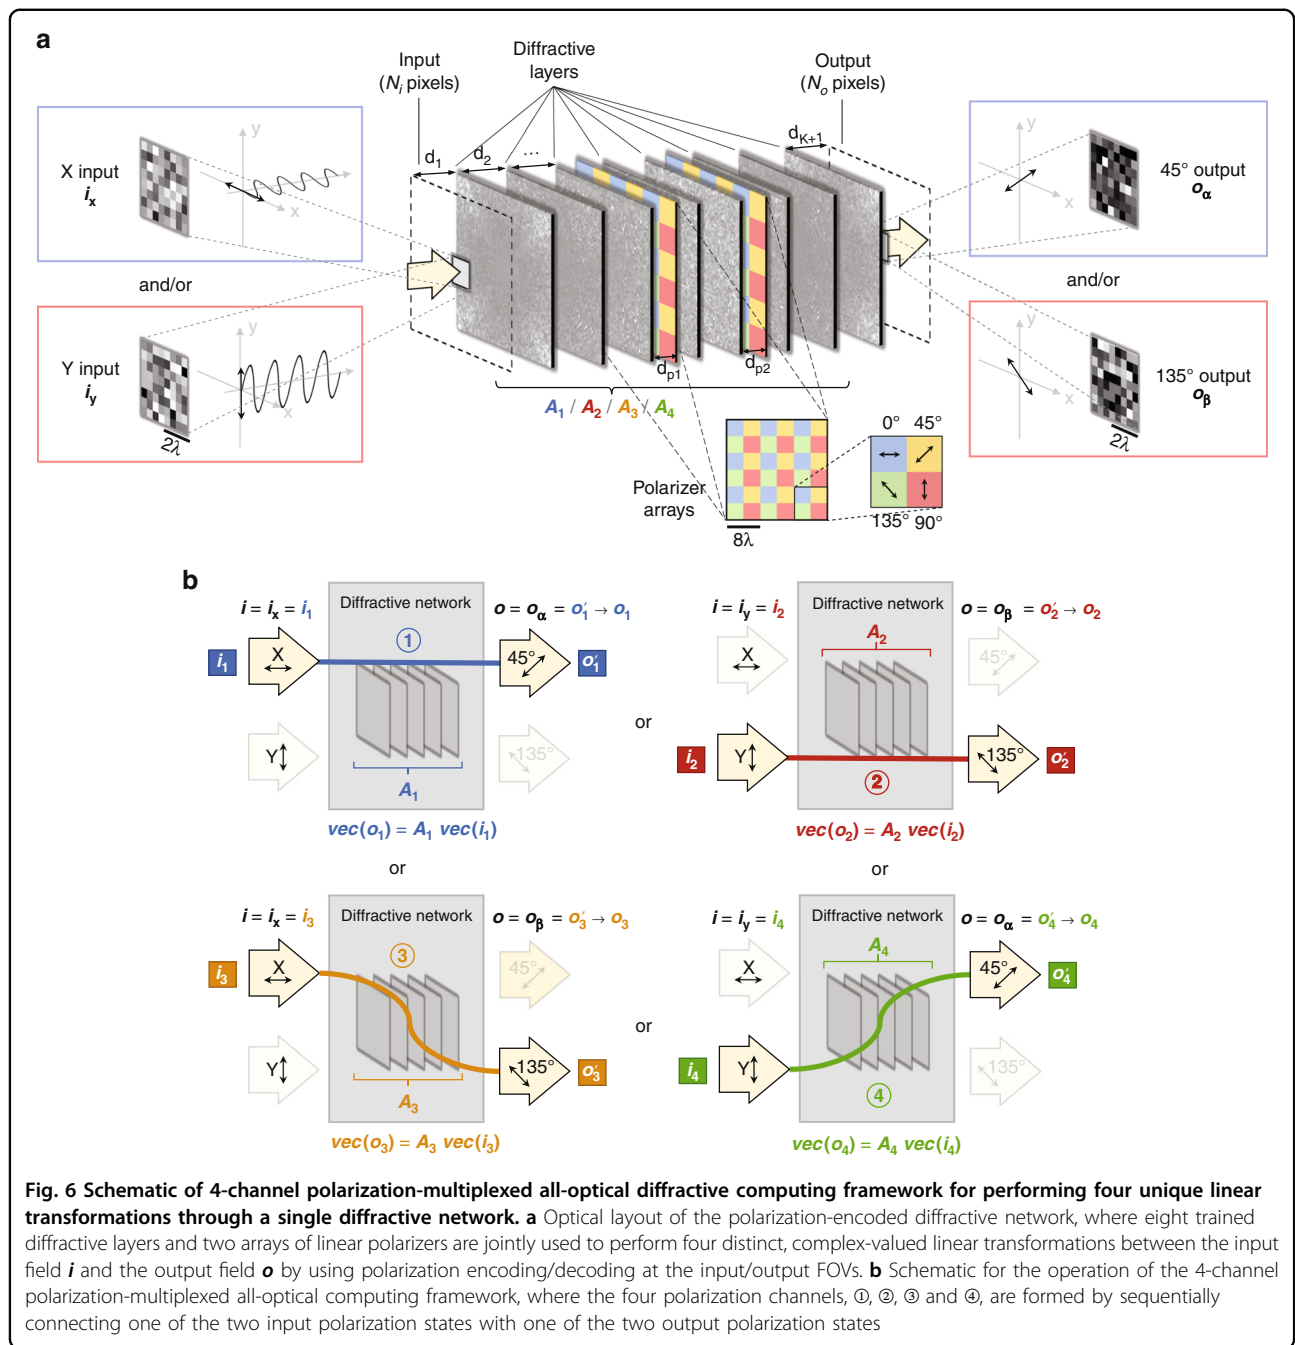 a
Input
(Ni pixels)
Diffractive
layers
Output
(No pixels)
d1
d2
...
dK+1
X input
ix
y
x
and/or
Y input
iy
y
x
2λ
45° output
oα
y
x
and/or
135° output
oβ
y
x
2λ
dp1
dp2
A1 / A2 / A3 / A4
Polarizer
arrays
8λ
0° 45°
135° 90°
b
i = ix = i1
Diffractive network
o = oα = o′1 → o1
i1
X
①
45°
o′1
Y
135°
A1
vec(o1) = A1 vec(i1)
or
i = iy = i2
Diffractive network
o = oβ = o′2 → o2
A2
X
45°
i2
Y
②
135°
o′2
vec(o2) = A2 vec(i2)
or
or
i = ix = i3
Diffractive network
o = oβ = o′3 → o3
i3
X
③
45°
Y
135°
o′3
A3
vec(o3) = A3 vec(i3)
or
i = iy = i4
Diffractive network
o = oα = o′4 → o4
A4
X
45°
o′4
i4
Y
④
135°
vec(o4) = A4 vec(i4)
Fig. 6 Schematic of 4-channel polarization-multiplexed all-optical diffractive computing framework for performing four unique linear
transformations through a single diffractive network. a Optical layout of the polarization-encoded diffractive network, where eight trained
diffractive layers and two arrays of linear polarizers are jointly used to perform four distinct, complex-valued linear transformations between the input
field i and the output field o by using polarization encoding/decoding at the input/output FOVs. b Schematic for the operation of the 4-channel
polarization-multiplexed all-optical computing framework, where the four polarization channels, ①, ②, ③ and ④, are formed by sequentially
connecting one of the two input polarization states with one of the two output polarization states